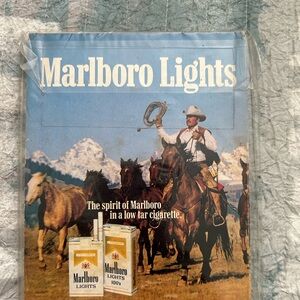 Marlboro Lights
The spirit of Marlboro
in a low tar cigarette.
Marlboro
LIGHTS
Marlboro
LIGHTS
100's